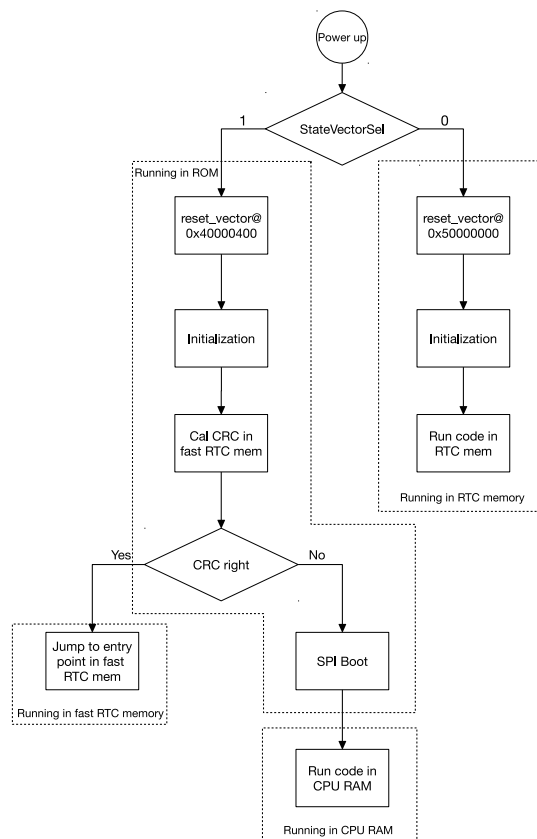 Power up
StateVectorSel
1
0
Running in ROM
reset_vector@
0x40000400
reset_vector@
0x50000000
Initialization
Initialization
Cal CRC in
fast RTC mem
Run code in
RTC mem
Running in RTC memory
Yes
CRC right
No
Jump to entry
point in fast
RTC mem
Running in fast RTC memory
SPI Boot
Run code in
CPU RAM
Running in CPU RAM